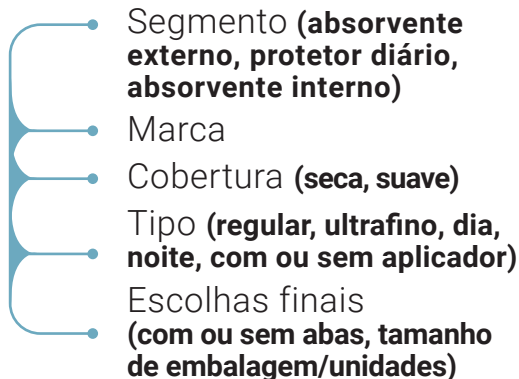 Segmento (absorvente
externo, protetor diário,
absorvente interno)
Marca
Cobertura (seca, suave)
Tipo (regular, ultrafino, dia,
noite, com ou sem aplicador)
Escolhas finais
(com ou sem abas, tamanho
de embalagem/unidades)